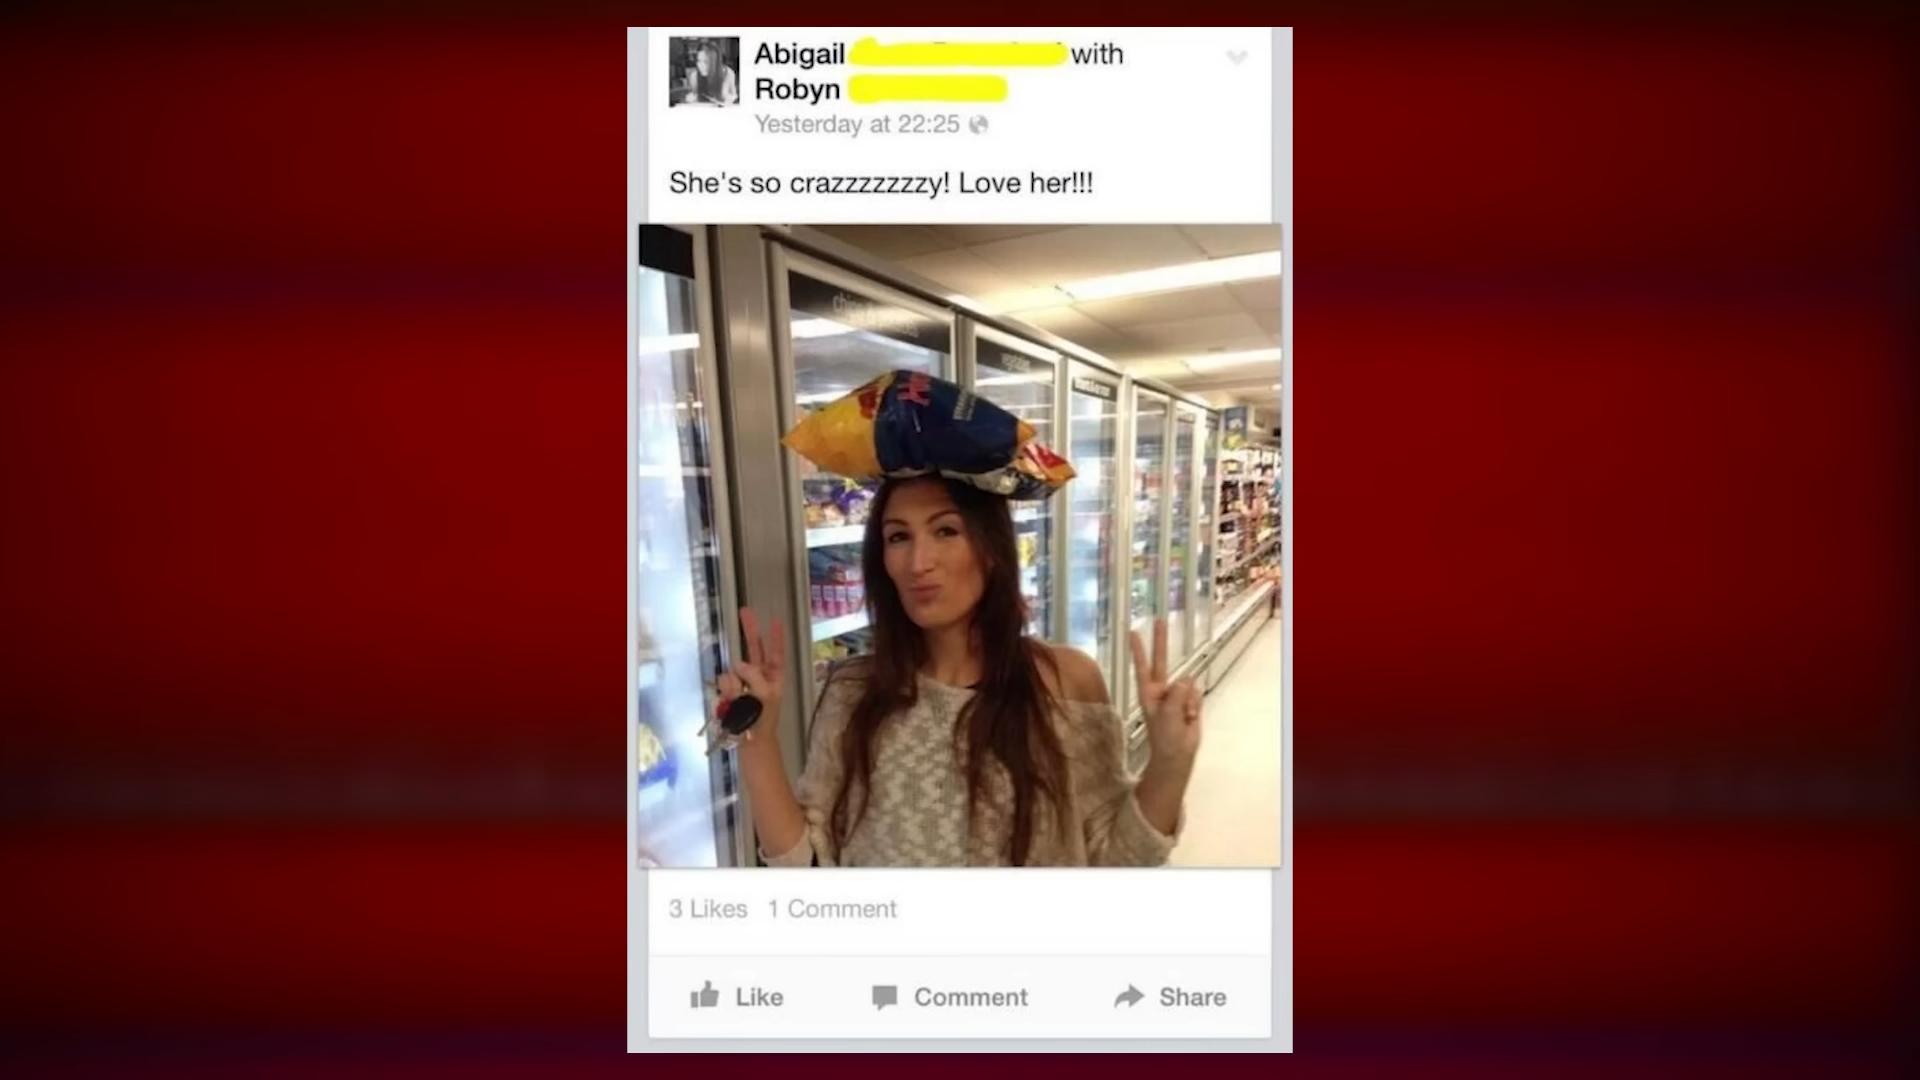 Abigail with
Robyn
Yesterday at 22:25
She's so crazzzzzzzy! Love her!!!
vegetables
3 Likes 1 Comment
Like Comment Share